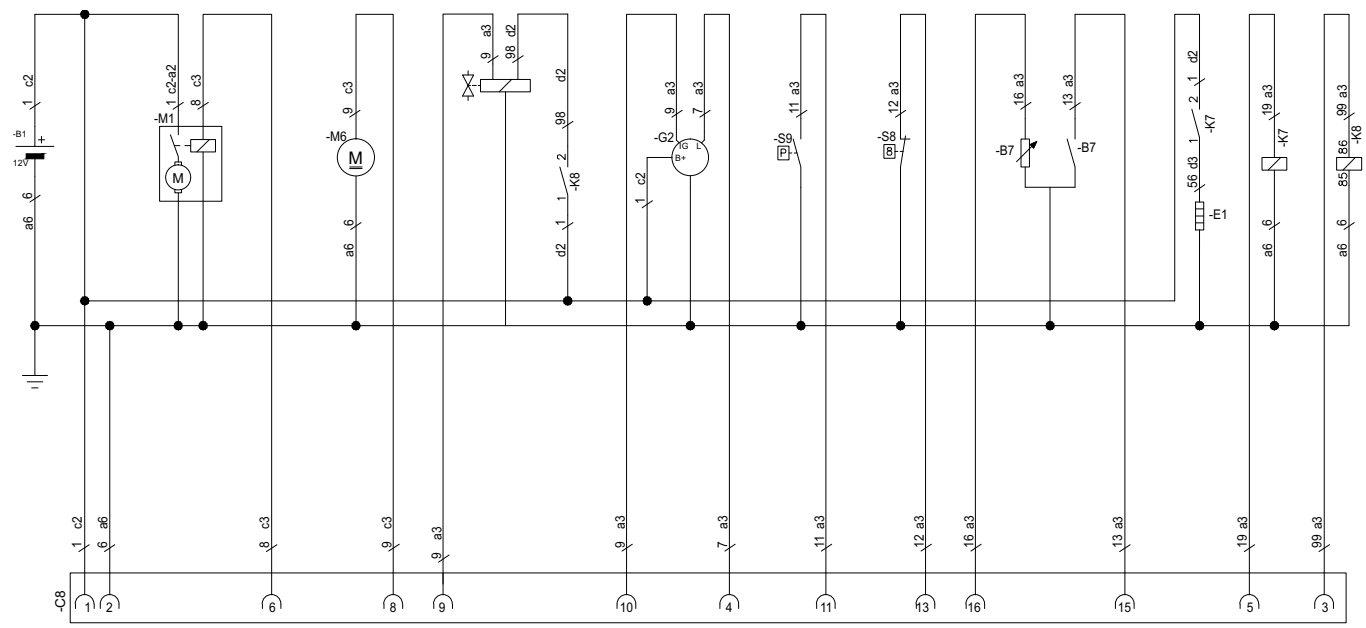 1 c2
-B1
+
12V
6
a6
1 c2-a2
8 c3
-M1
M
9 c3
-M6
M
6
a6
9 a3
98 d2
98 d2
2
1
-K8
1
d2
9 a3
7 a3
-G2
IG L
B+
1 c2
11 a3
-S9
P
12 a3
-S8
8
16 a3
13 a3
-B7
-B7
1 d2
2
1
-K7
56 d3
-E1
19 a3
-K7
6
a6
99 a3
86
85
-K8
6
a6
1 c2
6 a6
8 c3
9 c3
9 a3
9 a3
7 a3
11 a3
12 a3
16 a3
13 a3
19 a3
99 a3
-C8
1 2 6 8 9 10 4 11 13 16 15 5 3